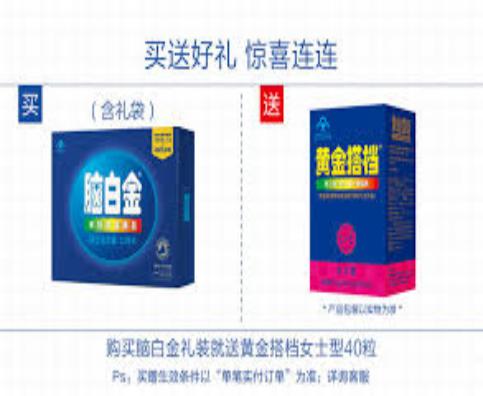 买送好礼 惊喜连连
买
（含礼袋）
送
脑白金
黄金搭档
*产品包装以实物为准*
购买脑白金礼装就送黄金搭档女士型40粒
Ps，买赠生效条件以“单笔实付订单”为准；详询客服